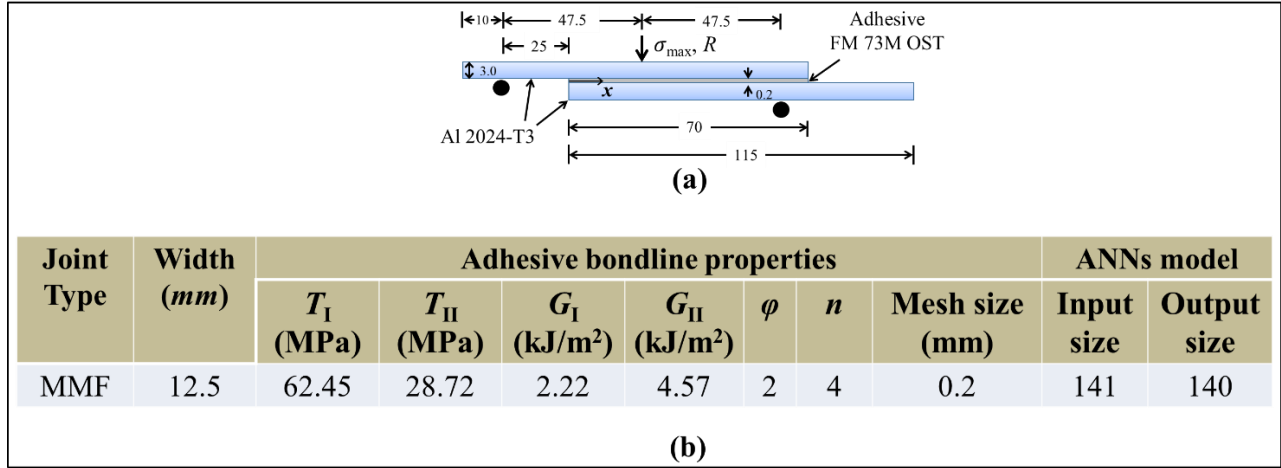 10 47.5 47.5 Adhesive
FM 73M OST
25 σmax, R
3.0
x 0.2
Al 2024-T3
70
115
(a)
Joint Type Width (mm) Adhesive bondline properties ANNs model
TI (MPa) TII (MPa) GI (kJ/m²) GII (kJ/m²) φ n Mesh size (mm) Input size Output size
MMF 12.5 62.45 28.72 2.22 4.57 2 4 0.2 141 140
(b)